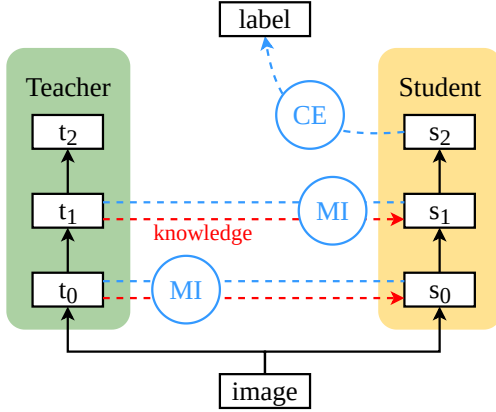 label
Teacher
Student
CE
t2
s2
t1
MI
s1
knowledge
t0
MI
s0
image